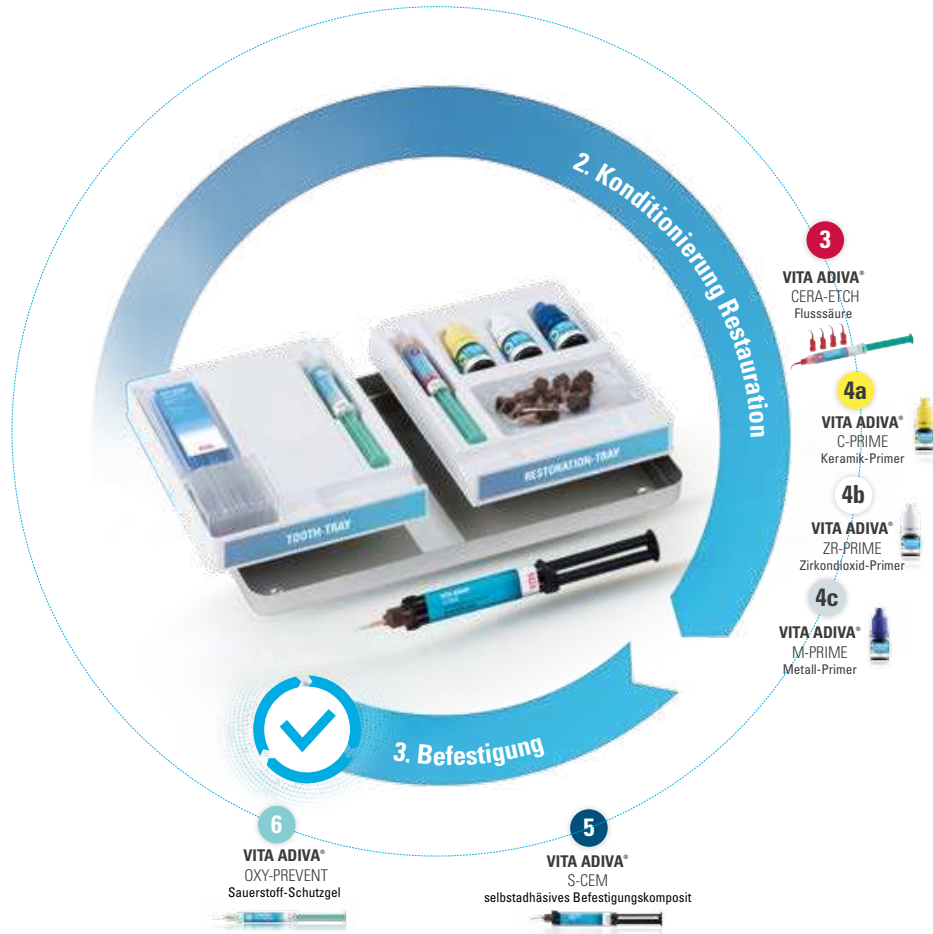 2. Konditionierung Restauration
3
VITA ADIVA®
CERA-ETCH
Flusssäure
4a
VITA ADIVA®
C-PRIME
Keramik-Primer
4b
VITA ADIVA®
ZR-PRIME
Zirkondioxid-Primer
4c
VITA ADIVA®
M-PRIME
Metall-Primer
TOOTH-TRAY
RESTORATION-TRAY
3. Befestigung
6
VITA ADIVA®
OXY-PREVENT
Sauerstoff-Schutzgel
5
VITA ADIVA®
S-CEM
selbstadhäsives Befestigungskomposit